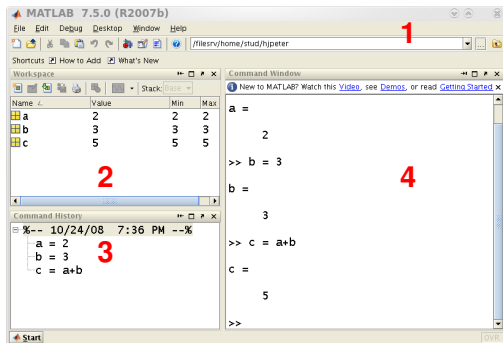 MATLAB 7.5.0 (R2007b)
File Edit Debug Desktop Window Help
/filesrv/home/stud/hjpeter
1
Shortcuts How to Add What's New
Workspace
Stack: Base
Name Value Min Max
a 2 2 2
b 3 3 3
c 5 5 5
2
Command History
%-- 10/24/08 7:36 PM --%
a = 2
b = 3
c = a+b
3
Command Window
New to MATLAB? Watch this Video, see Demos, or read Getting Started
a =
2
>> b = 3
b =
3
>> c = a+b
c =
5
>>
4
Start
OVR